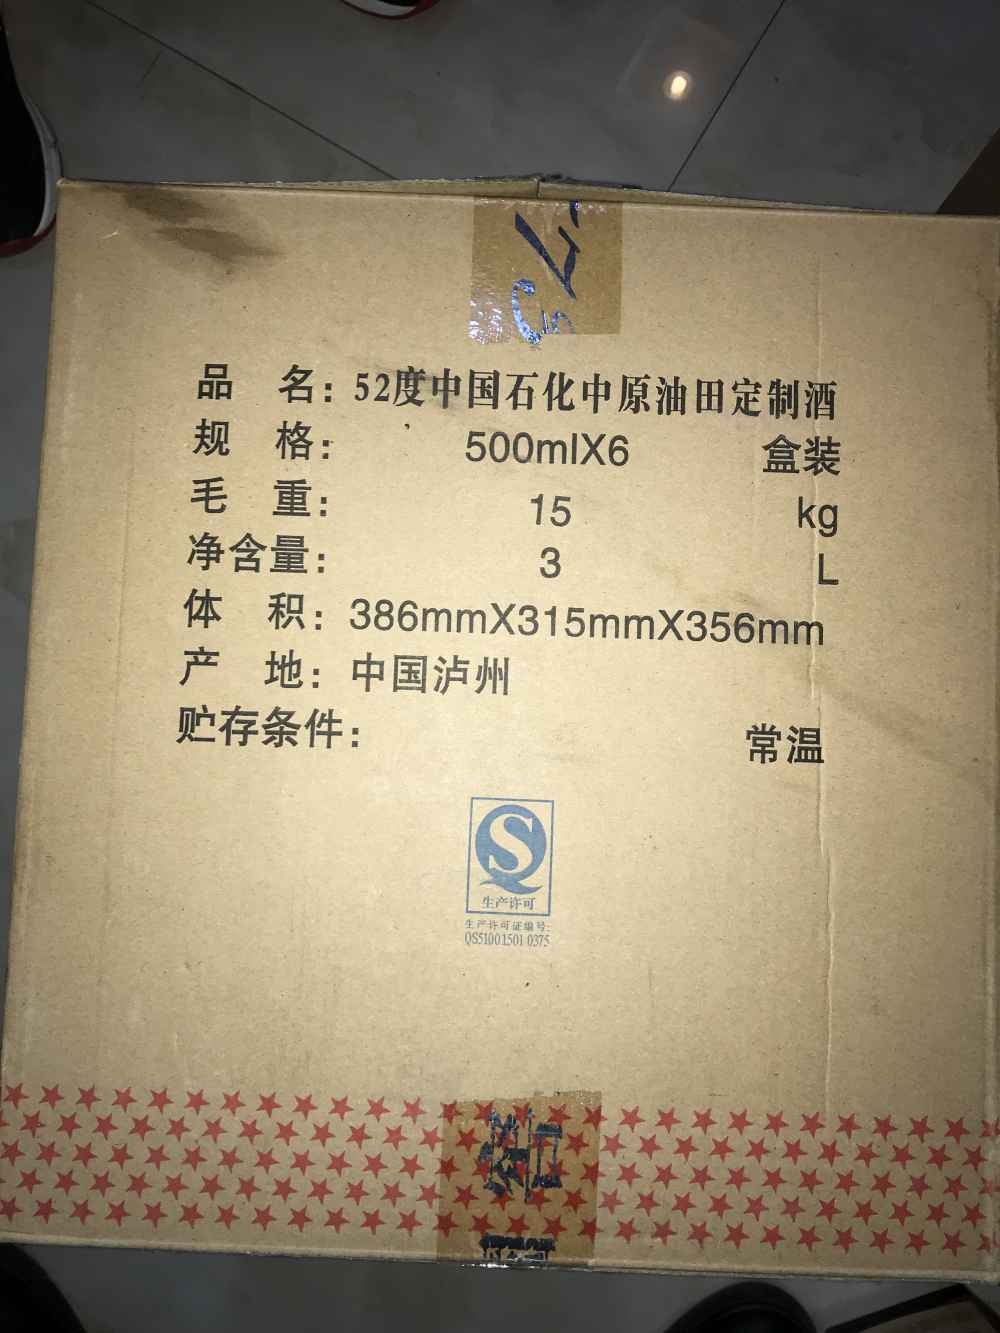 品 名：52度中国石化中原油田定制酒
规 格： 500mlX6 盒装
毛 重： 15 kg
净含量： 3 L
体 积：386mmX315mmX356mm
产 地：中国泸州
贮存条件： 常温
生产许可
生产许可证编号：
QS51001501 0375